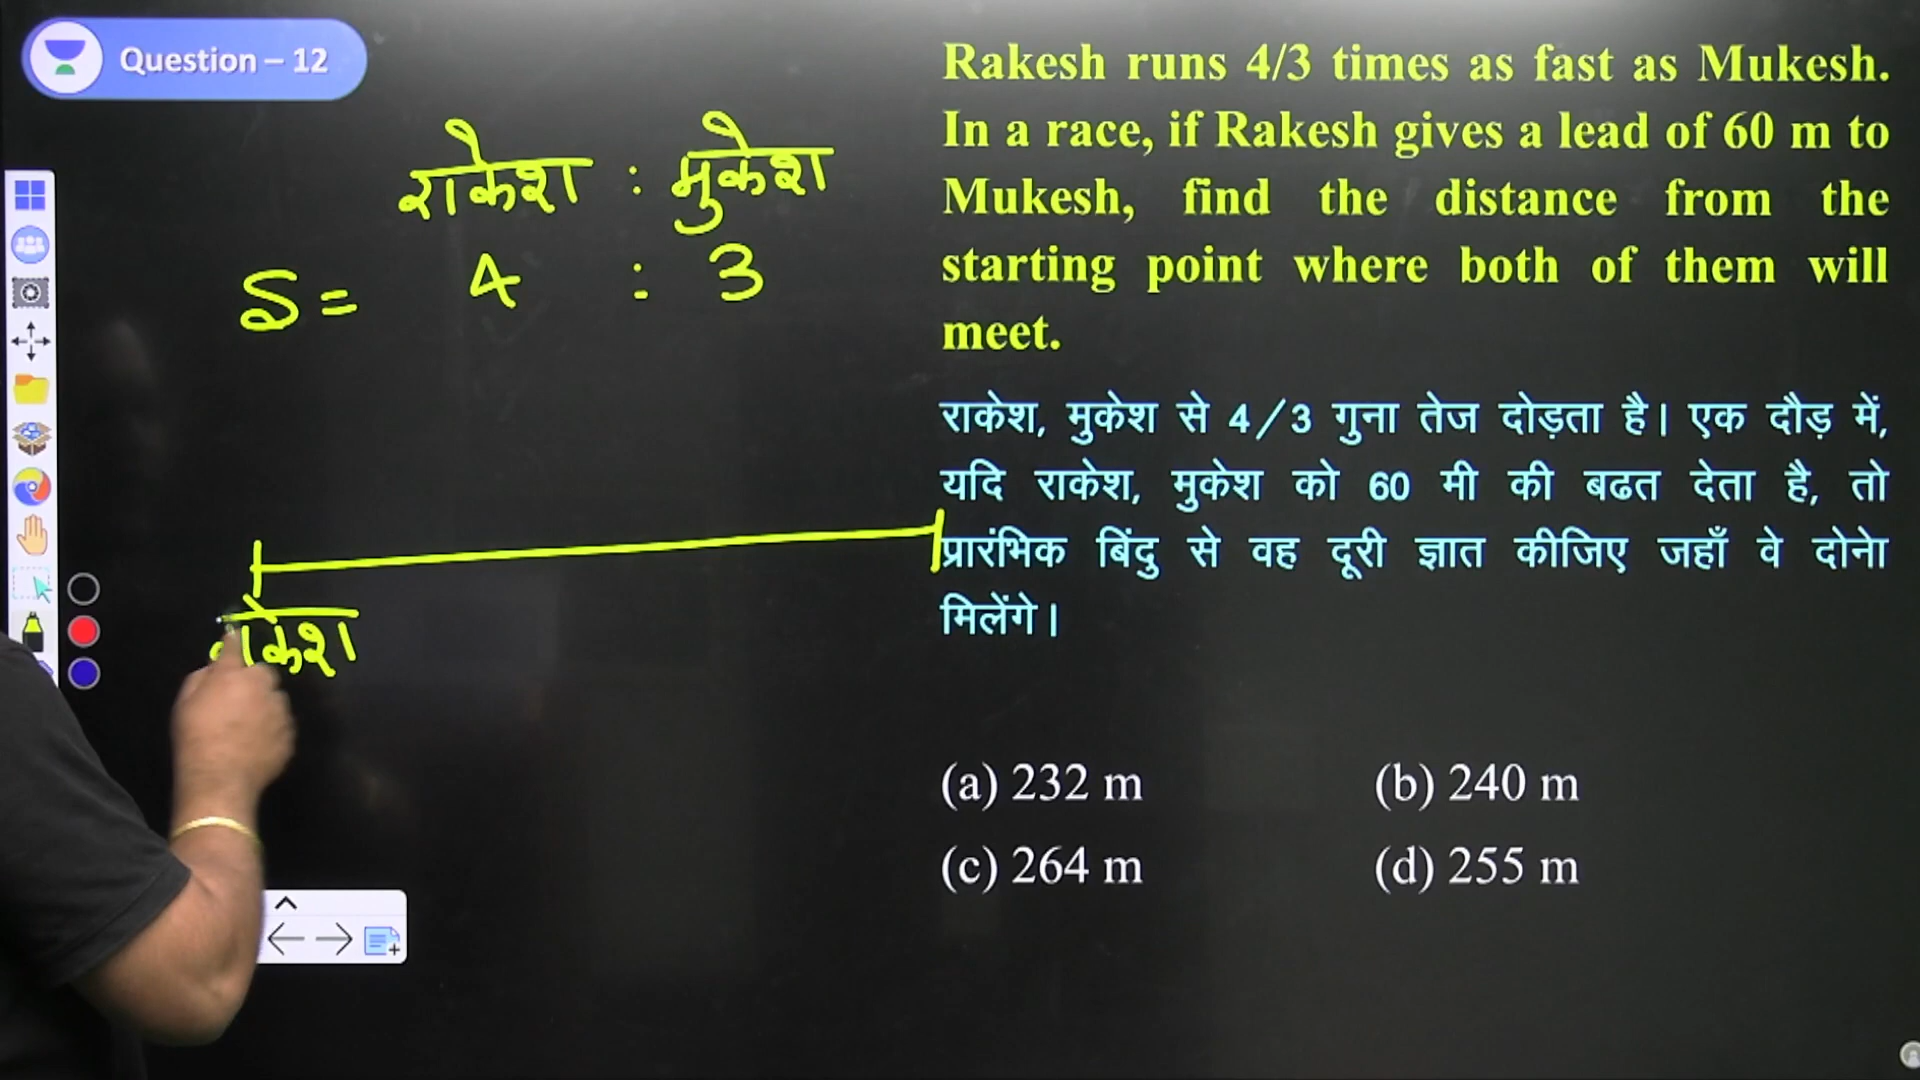 Question – 12
राकेश : मुकेश
S = 4 : 3
राकेश
Rakesh runs 4/3 times as fast as Mukesh.
In a race, if Rakesh gives a lead of 60 m to
Mukesh, find the distance from the
starting point where both of them will
meet.
राकेश, मुकेश से 4/3 गुना तेज दोड़ता है। एक दौड़ में,
यदि राकेश, मुकेश को 60 मी की बढत देता है, तो
प्रारंभिक बिंदु से वह दूरी ज्ञात कीजिए जहाँ वे दोनेा
मिलेंगे।
(a) 232 m (b) 240 m
(c) 264 m (d) 255 m